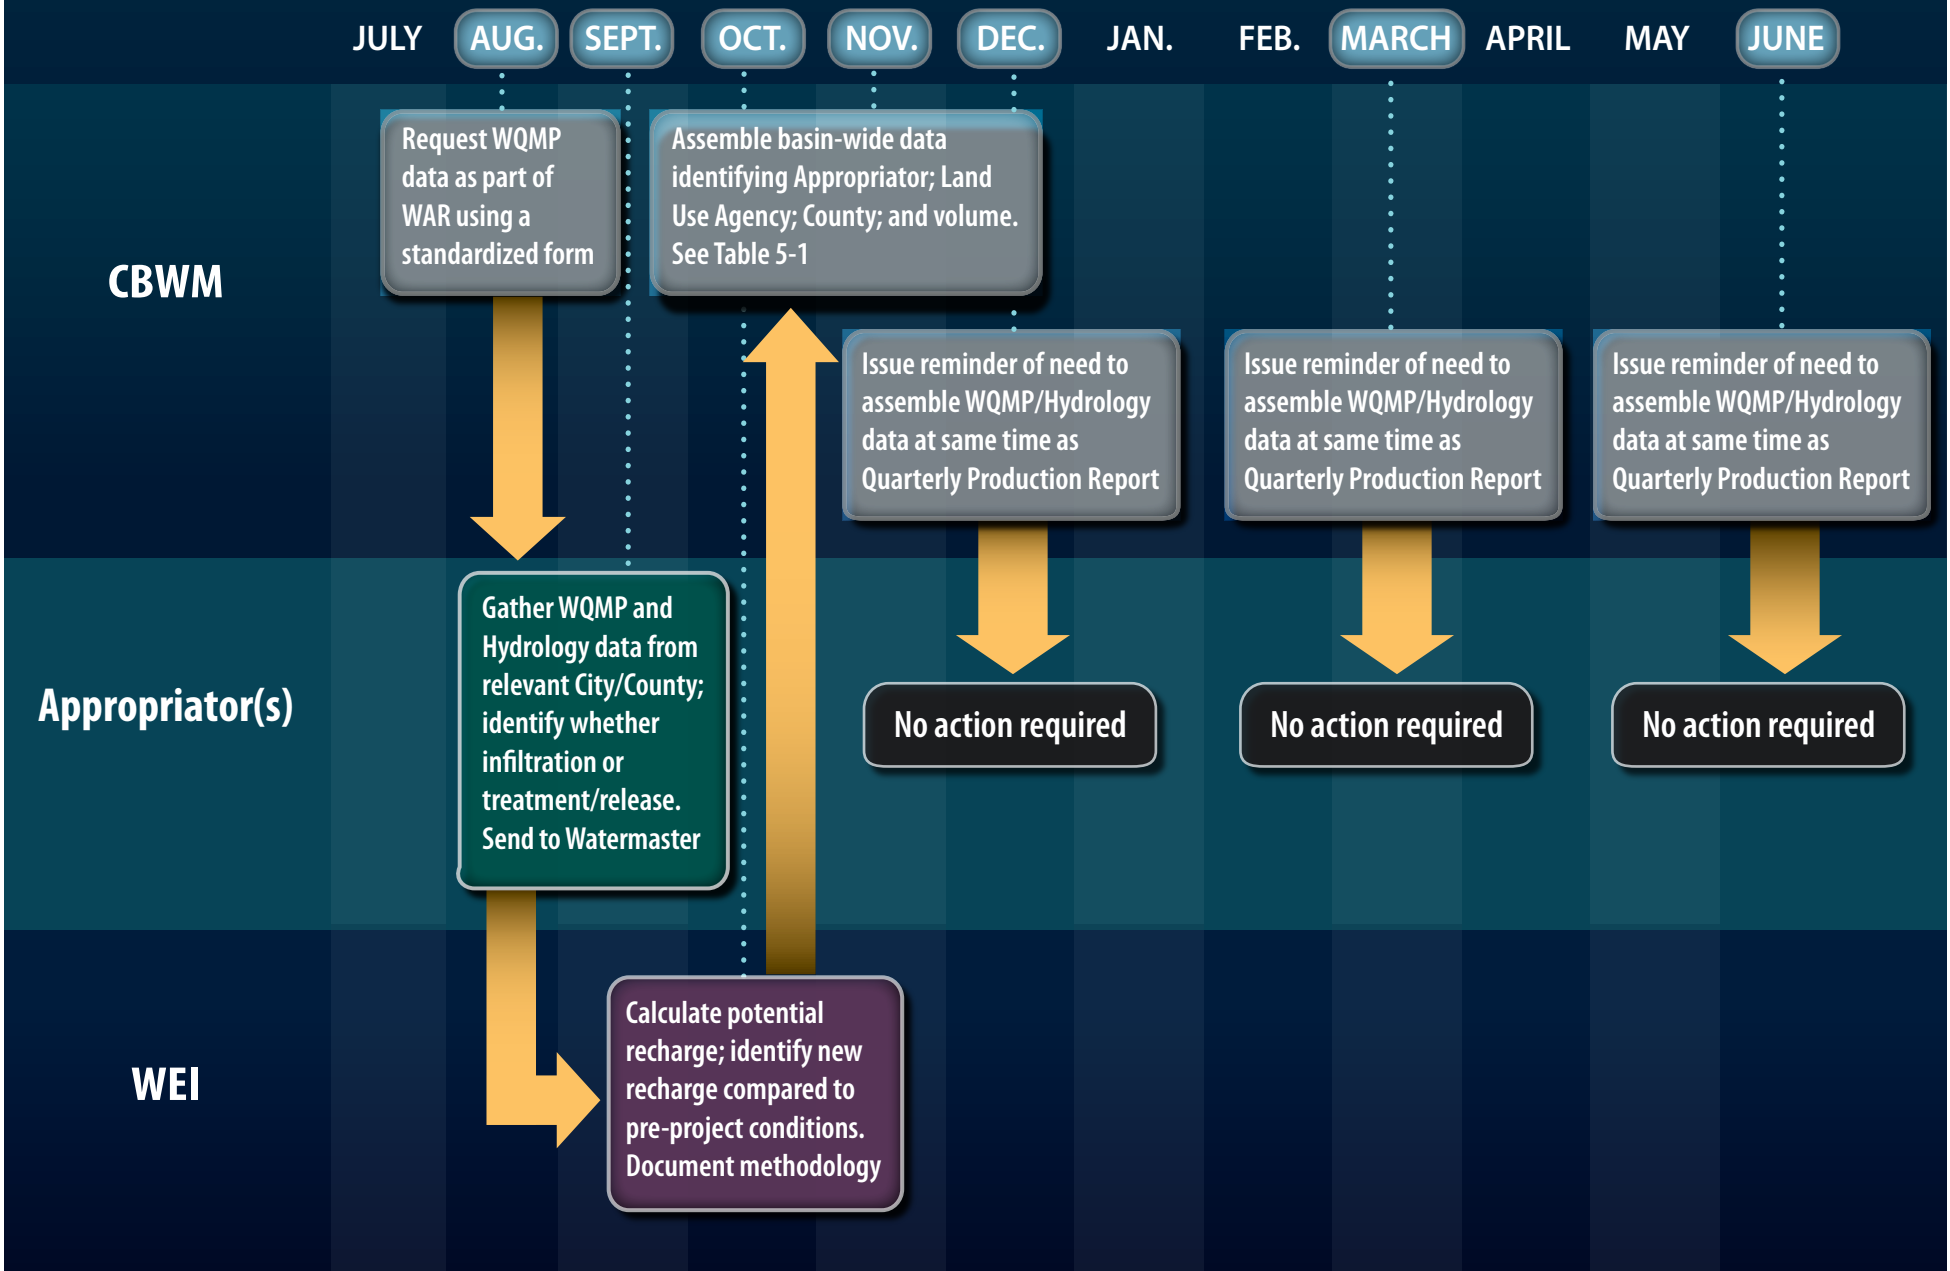 JULY AUG. SEPT. OCT. NOV. DEC. JAN. FEB. MARCH APRIL MAY JUNE
CBWM
Request WQMP
data as part of
WAR using a
standardized form
Assemble basin-wide data
identifying Appropriator; Land
Use Agency; County; and volume.
See Table 5-1
Issue reminder of need to
assemble WQMP/Hydrology
data at same time as
Quarterly Production Report
Issue reminder of need to
assemble WQMP/Hydrology
data at same time as
Quarterly Production Report
Issue reminder of need to
assemble WQMP/Hydrology
data at same time as
Quarterly Production Report
Appropriator(s)
Gather WQMP and
Hydrology data from
relevant City/County;
identify whether
infiltration or
treatment/release.
Send to Watermaster
No action required
No action required
No action required
WEI
Calculate potential
recharge; identify new
recharge compared to
pre-project conditions.
Document methodology